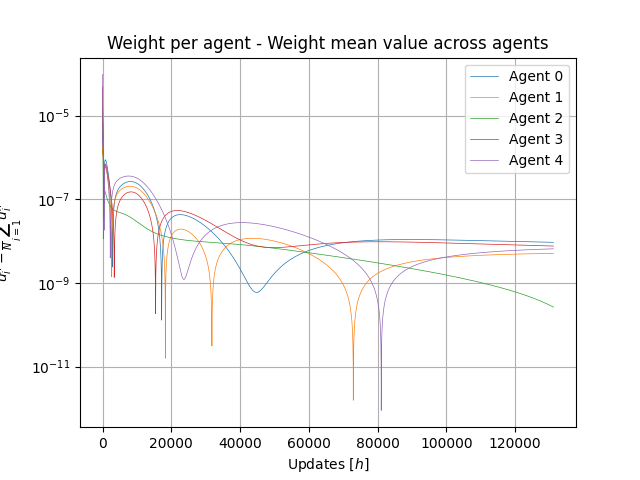 Weight per agent - Weight mean value across agents
Agent 0
Agent 1
Agent 2
Agent 3
Agent 4
10⁻⁵
10⁻⁷
10⁻⁹
10⁻¹¹
0
20000
40000
60000
80000
100000
120000
Updates [h]